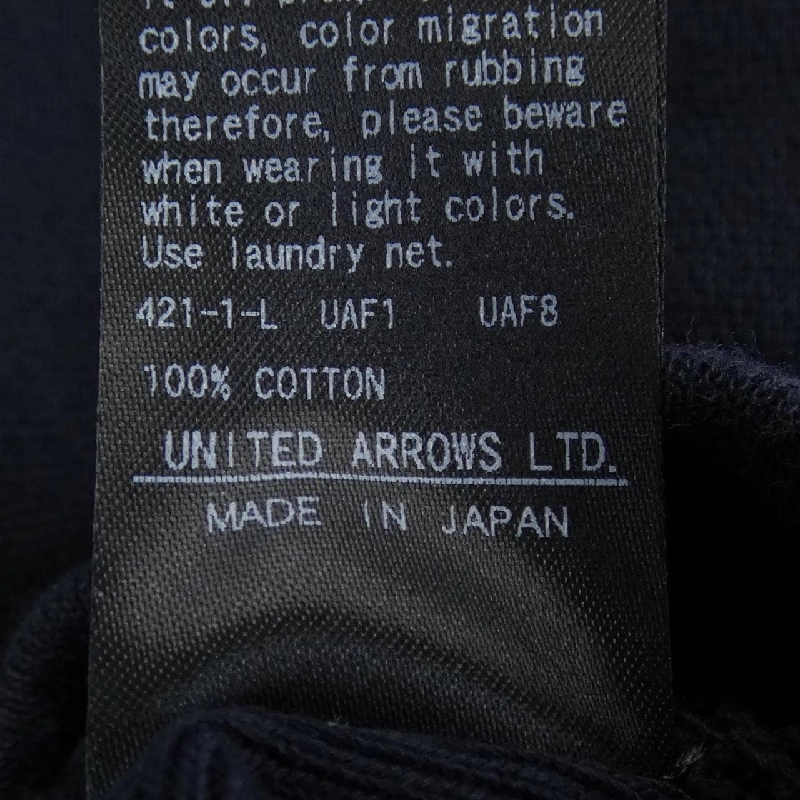 colors, color migration
may occur from rubbing
therefore, please beware
when wearing it with
white or light colors.
Use laundry net.
421-1-L UAF1 UAF8
100% COTTON
UNITED ARROWS LTD.
MADE IN JAPAN